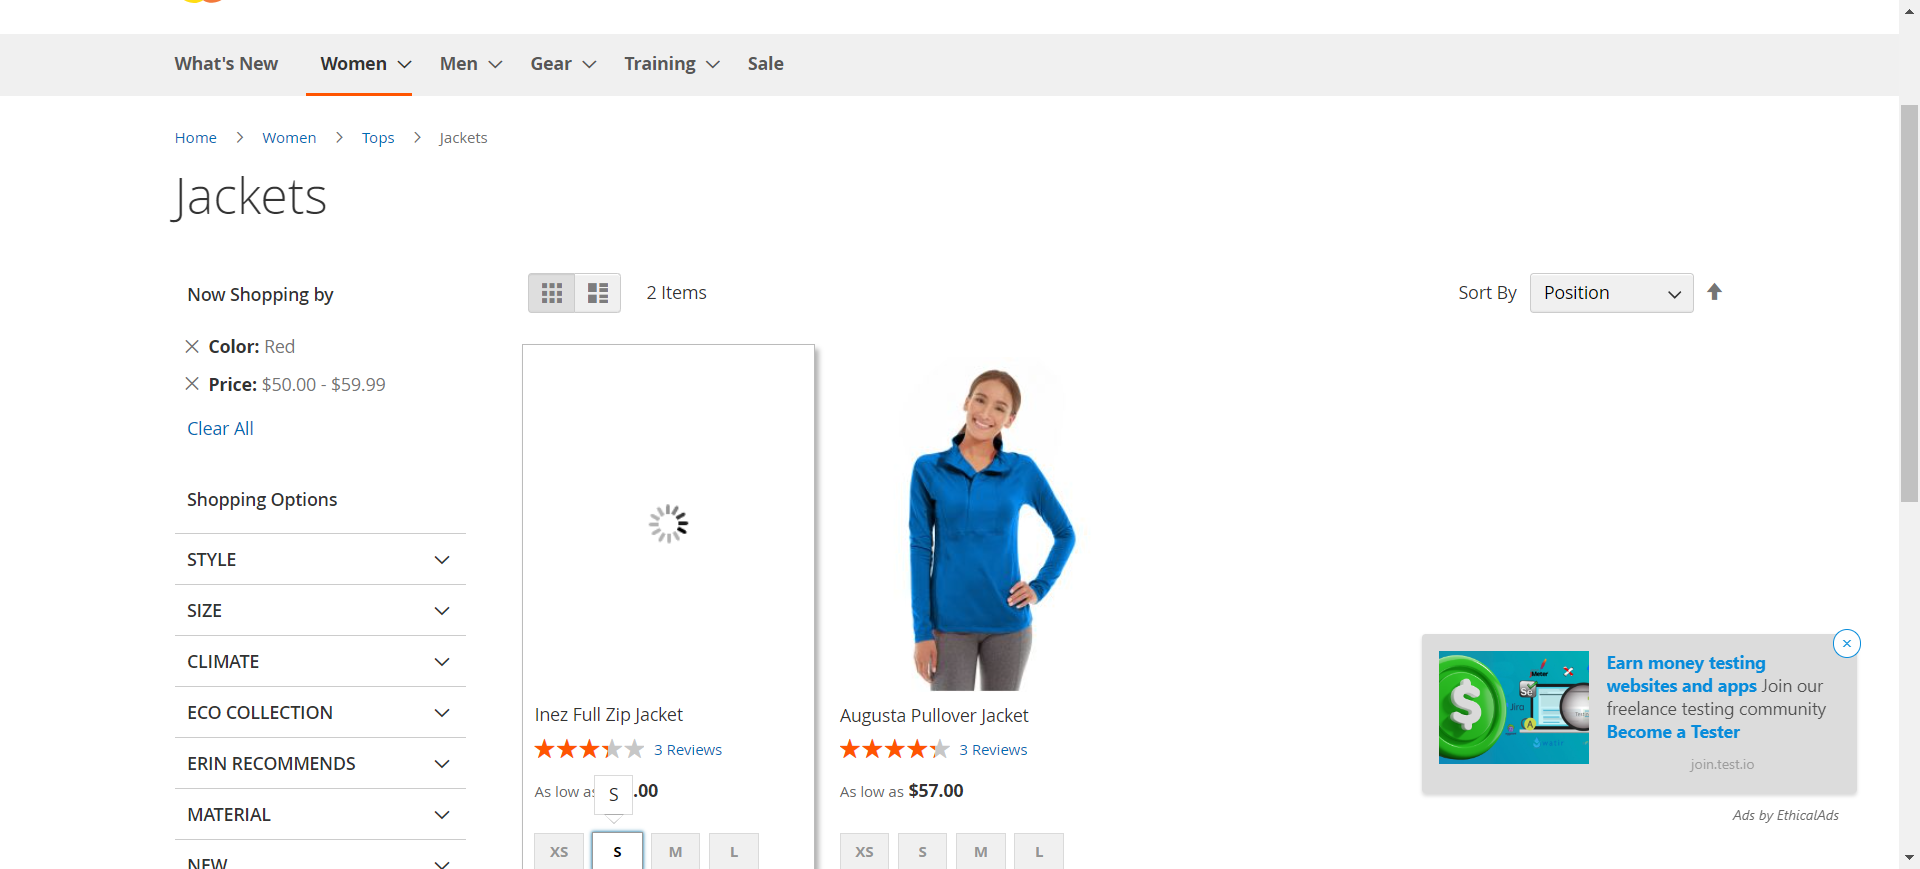 What's New Women Men Gear Training Sale
Home Women Tops Jackets
Jackets
Now Shopping by
Color: Red
Price: $50.00 - $59.99
Clear All
Shopping Options
STYLE
SIZE
CLIMATE
ECO COLLECTION
ERIN RECOMMENDS
MATERIAL
NEW
2 Items
Sort By Position
Inez Full Zip Jacket
3 Reviews
As low as .00
S
XS S M L
Augusta Pullover Jacket
3 Reviews
As low as $57.00
XS S M L
Earn money testing
websites and apps Join our
freelance testing community
Become a Tester
join.test.io
Ads by EthicalAds